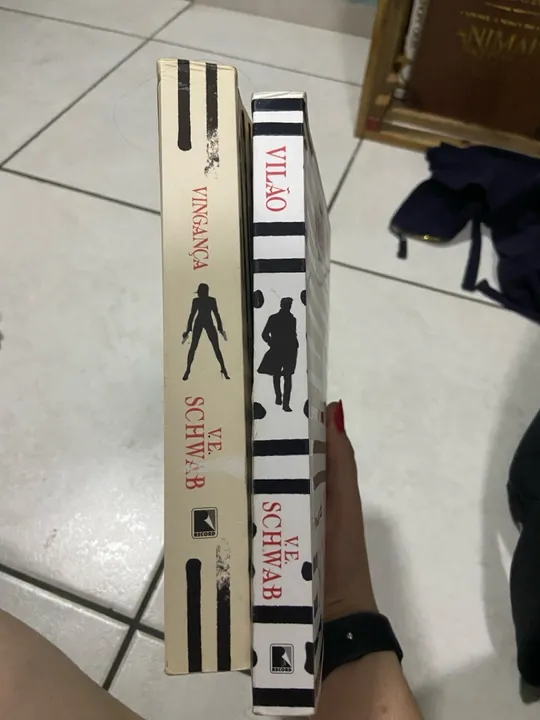 VINGANÇA
V.E.
SCHWAB
RECORD
VILÃO
V.E.
SCHWAB
RECORD